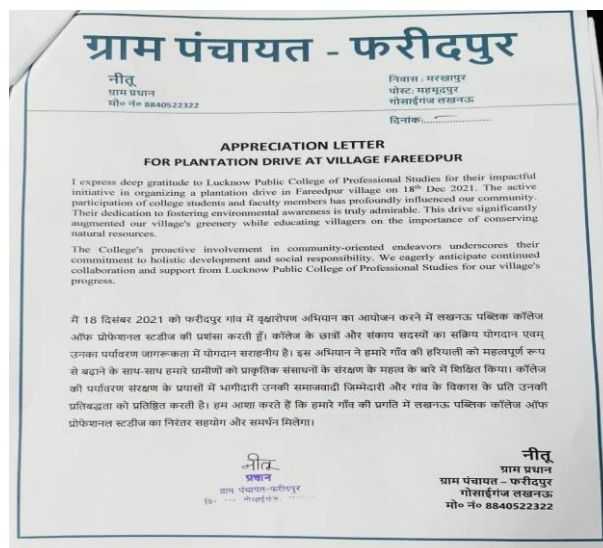 ग्राम पंचायत - फरीदपुर
नीतू
ग्राम प्रधान
मो० नं० 8840522322
निवास : मरखापुर
पोस्ट: महमूदपुर
गोसाईगंज लखनऊ
दिनांक:......................
APPRECIATION LETTER
FOR PLANTATION DRIVE AT VILLAGE FAREEDPUR
I express deep gratitude to Lucknow Public College of Professional Studies for their impactful
initiative in organizing a plantation drive in Fareedpur village on 18th Dec 2021. The active
participation of college students and faculty members has profoundly influenced our community.
Their dedication to fostering environmental awareness is truly admirable. This drive significantly
augmented our village's greenery while educating villagers on the importance of conserving
natural resources.
The College's proactive involvement in community-oriented endeavors underscores their
commitment to holistic development and social responsibility. We eagerly anticipate continued
collaboration and support from Lucknow Public College of Professional Studies for our village's
progress.
मैं 18 दिसंबर 2021 को फरीदपुर गांव में वृक्षारोपण अभियान का आयोजन करने में लखनऊ पब्लिक कॉलेज
ऑफ प्रोफेशनल स्टडीज की प्रशंसा करती हूँ। कॉलेज के छात्रों और संकाय सदस्यों का सक्रिय योगदान एवम्
उनका पर्यावरण जागरूकता में योगदान सराहनीय है। इस अभियान ने हमारे गाँव की हरियाली को महत्वपूर्ण रूप
से बढ़ाने के साथ-साथ हमारे ग्रामीणों को प्राकृतिक संसाधनों के संरक्षण के महत्व के बारे में शिक्षित किया। कॉलेज
की पर्यावरण संरक्षण के प्रयासों में भागीदारी उनकी समाजवादी जिम्मेदारी और गांव के विकास के प्रति उनकी
प्रतिबद्धता को प्रतिष्ठित करती है। हम आशा करते हैं कि हमारे गाँव की प्रगति में लखनऊ पब्लिक कॉलेज ऑफ
प्रोफेशनल स्टडीज का निरंतर सहयोग और समर्थन मिलेगा।
नीतू
प्रधान
ग्राम पंचायत-फरीदपुर
गोसाईगंज,
नीतू
ग्राम प्रधान
ग्राम पंचायत – फरीदपुर
गोसाईगंज लखनऊ
मो० नं० 8840522322